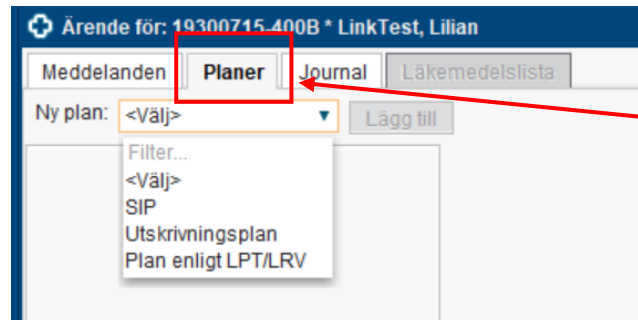 Ärende för: 19300715-400B * LinkTest, Lilian
Meddelanden Planer Journal Läkemedelslista
Ny plan: <Välj> Lägg till
Filter...
<Välj>
SIP
Utskrivningsplan
Plan enligt LPT/LRV